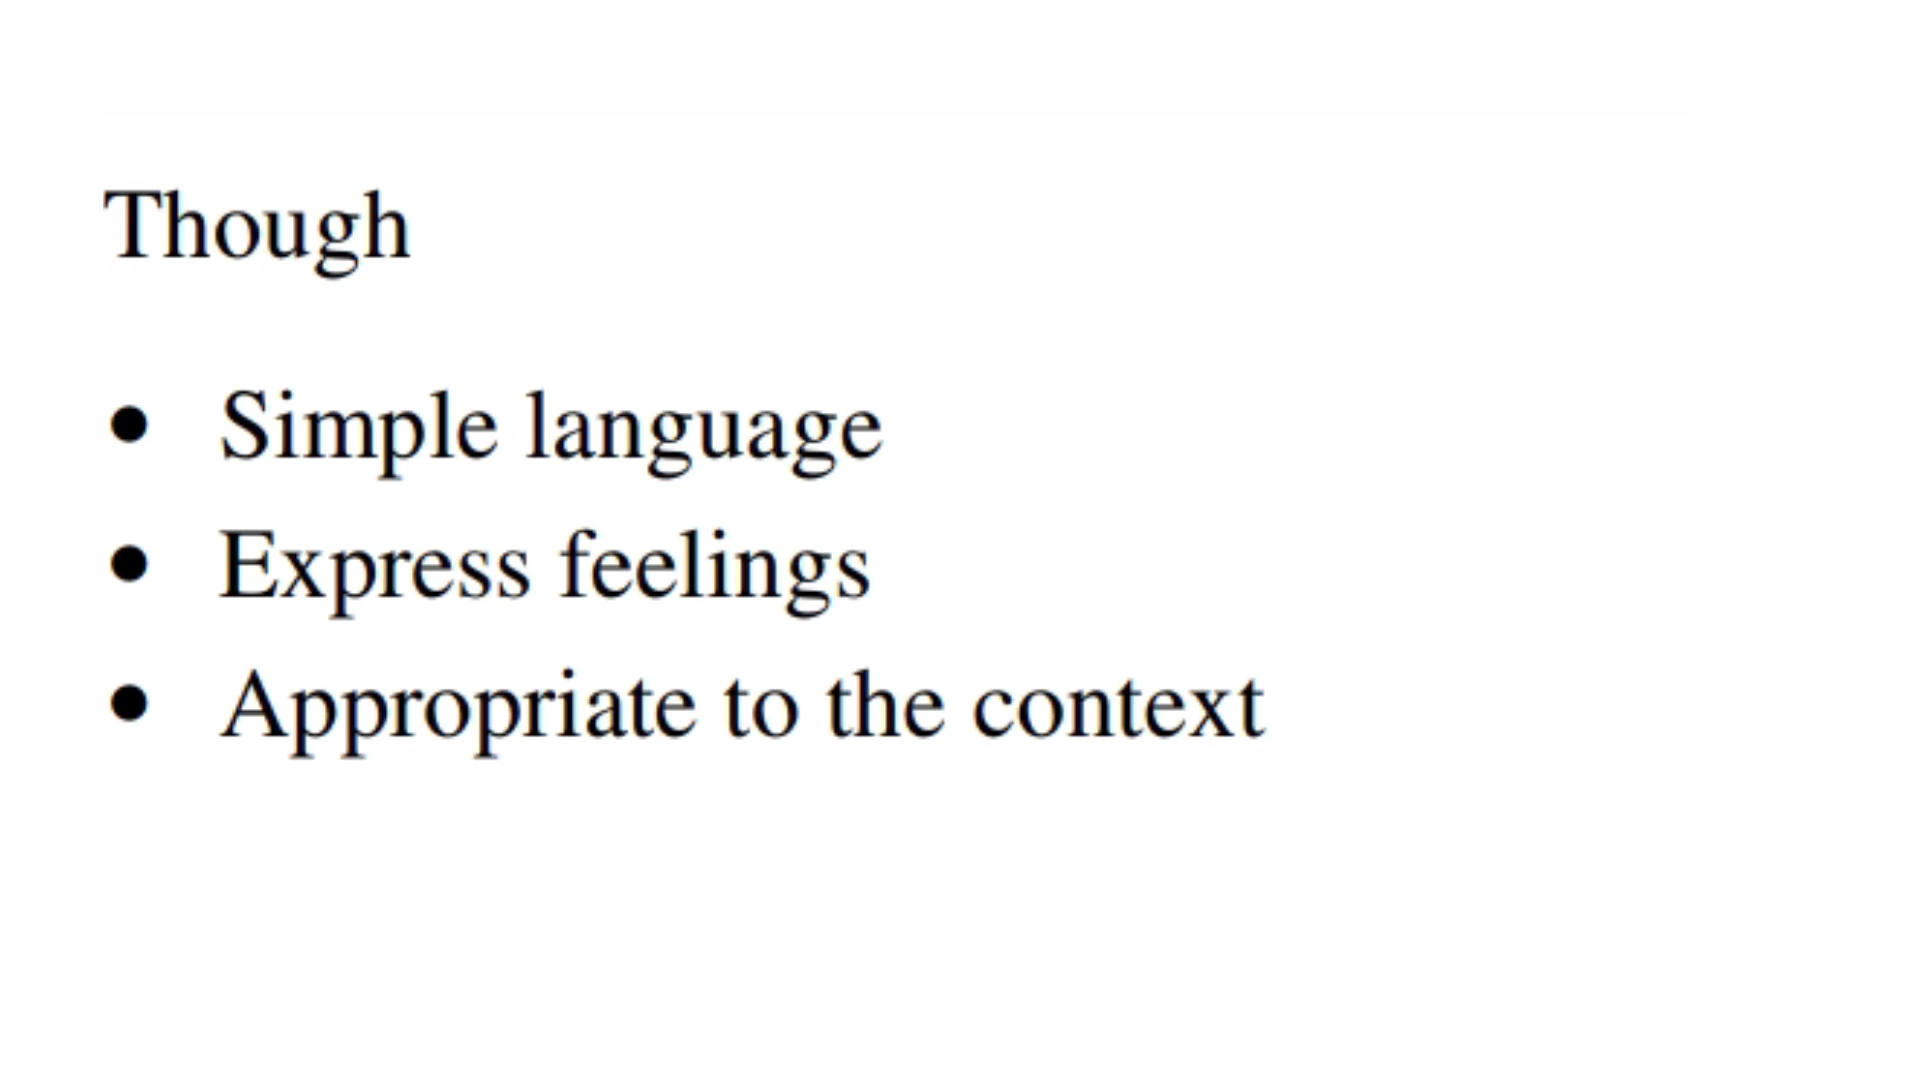 Though
• Simple language
• Express feelings
• Appropriate to the context